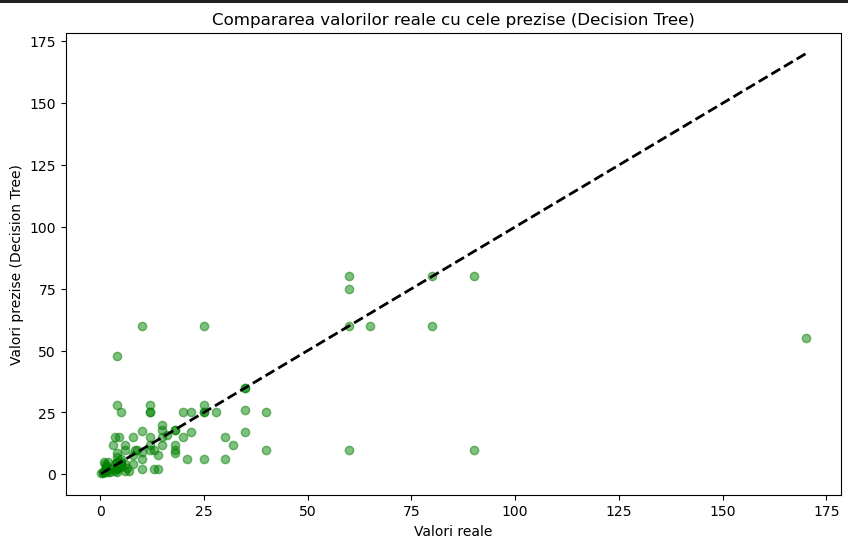 Compararea valorilor reale cu cele prezise (Decision Tree)
175
150
125
100
75
50
25
0
Valori prezise (Decision Tree)
0 25 50 75 100 125 150 175
Valori reale